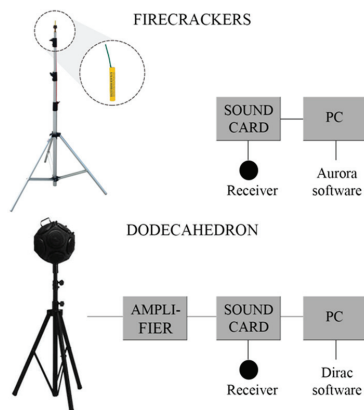 FIRECRACKERS
SOUND
CARD
PC
Receiver
Aurora
software
DODECAHEDRON
AMPLI-
FIER
SOUND
CARD
PC
Receiver
Dirac
software